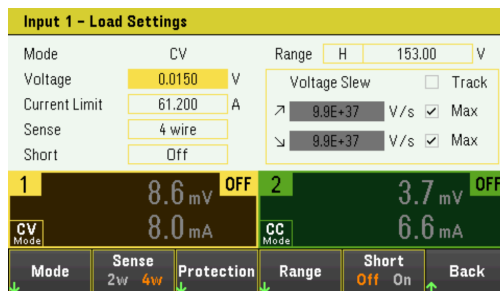 Input 1 – Load Settings
Mode CV
Voltage 0.0150 V
Current Limit 61.200 A
Sense 4 wire
Short Off
Range H 153.00 V
Voltage Slew Track
9.9E+37 V/s Max
9.9E+37 V/s Max
1 8.6 mV OFF
CV Mode 8.0 mA
2 3.7 mV OFF
CC Mode 6.6 mA
Mode
Sense 2w 4w
Protection
Range
Short Off On
Back